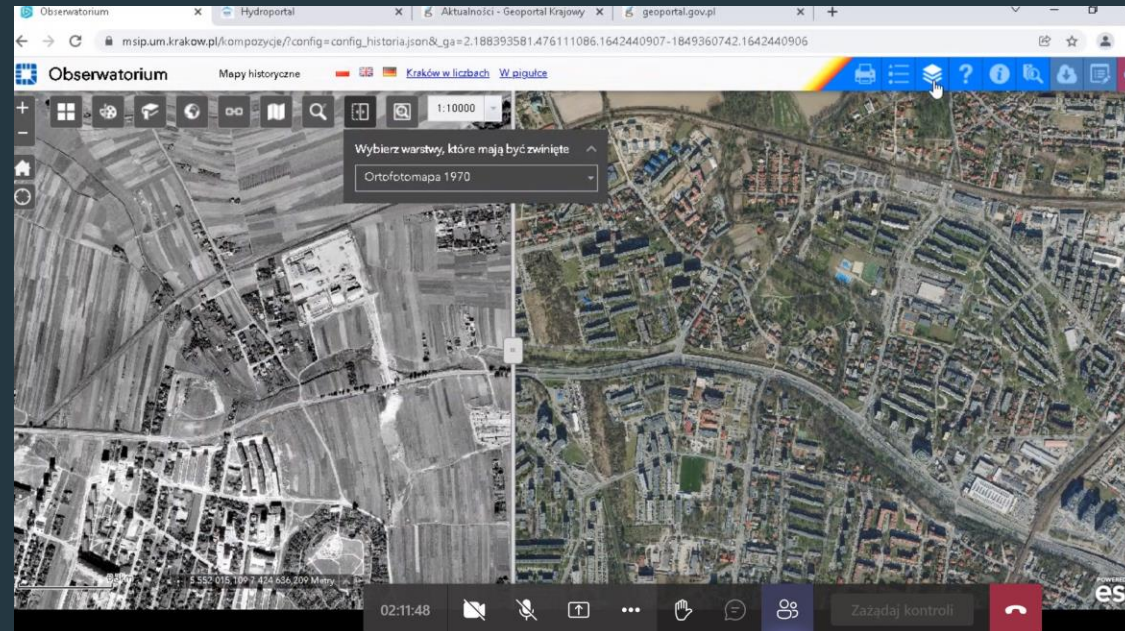 Obserwatorium
Hydroportal
Aktualności - Geoportal Krajowy
geoportal.gov.pl
msip.um.krakow.pl/kompozycje/?config=config_historia.json&_ga=2.188393581.476111086.1642440907-1849360742.1642440906
Obserwatorium
Mapy historyczne
Kraków w liczbach
W pigułce
1:10000
Wybierz warstwy, które mają być zwinięte
Ortofotomapa 1970
5 552 015,109 7 424 636,209 Metry
POWERED
es
02:11:48
Zażądaj kontroli